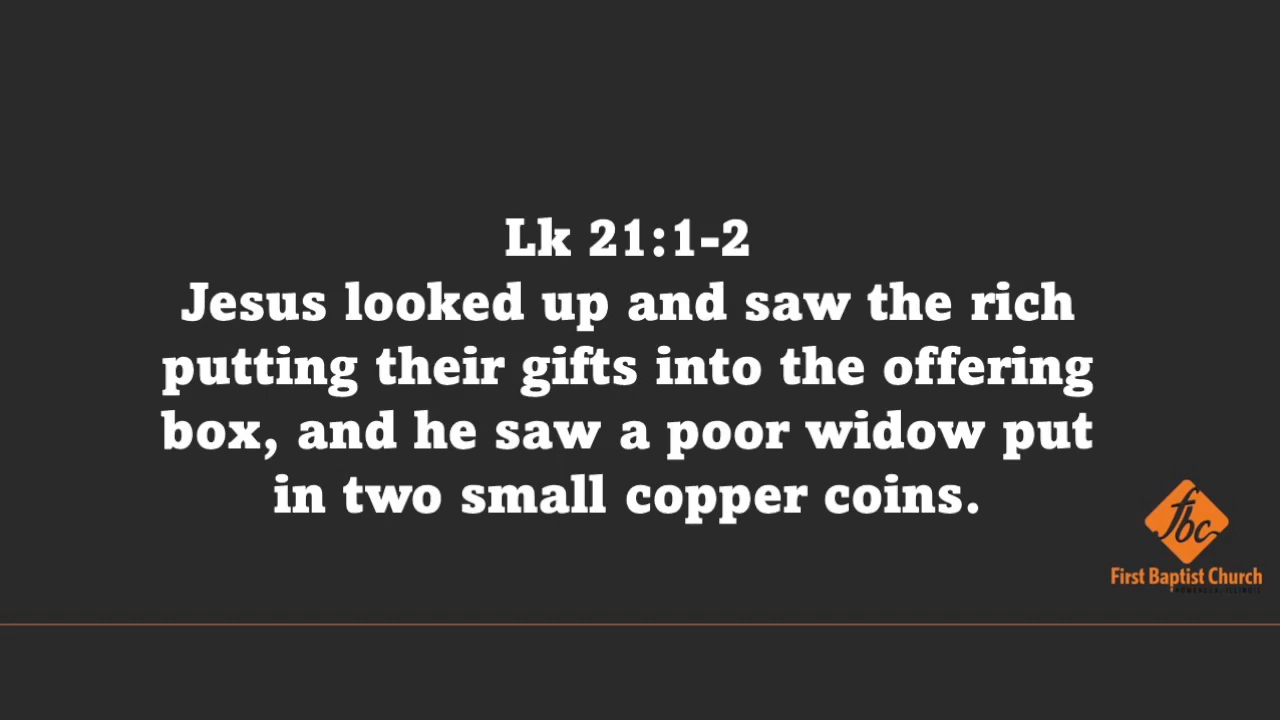 Lk 21:1-2
Jesus looked up and saw the rich
putting their gifts into the offering
box, and he saw a poor widow put
in two small copper coins.
fbc
First Baptist Church